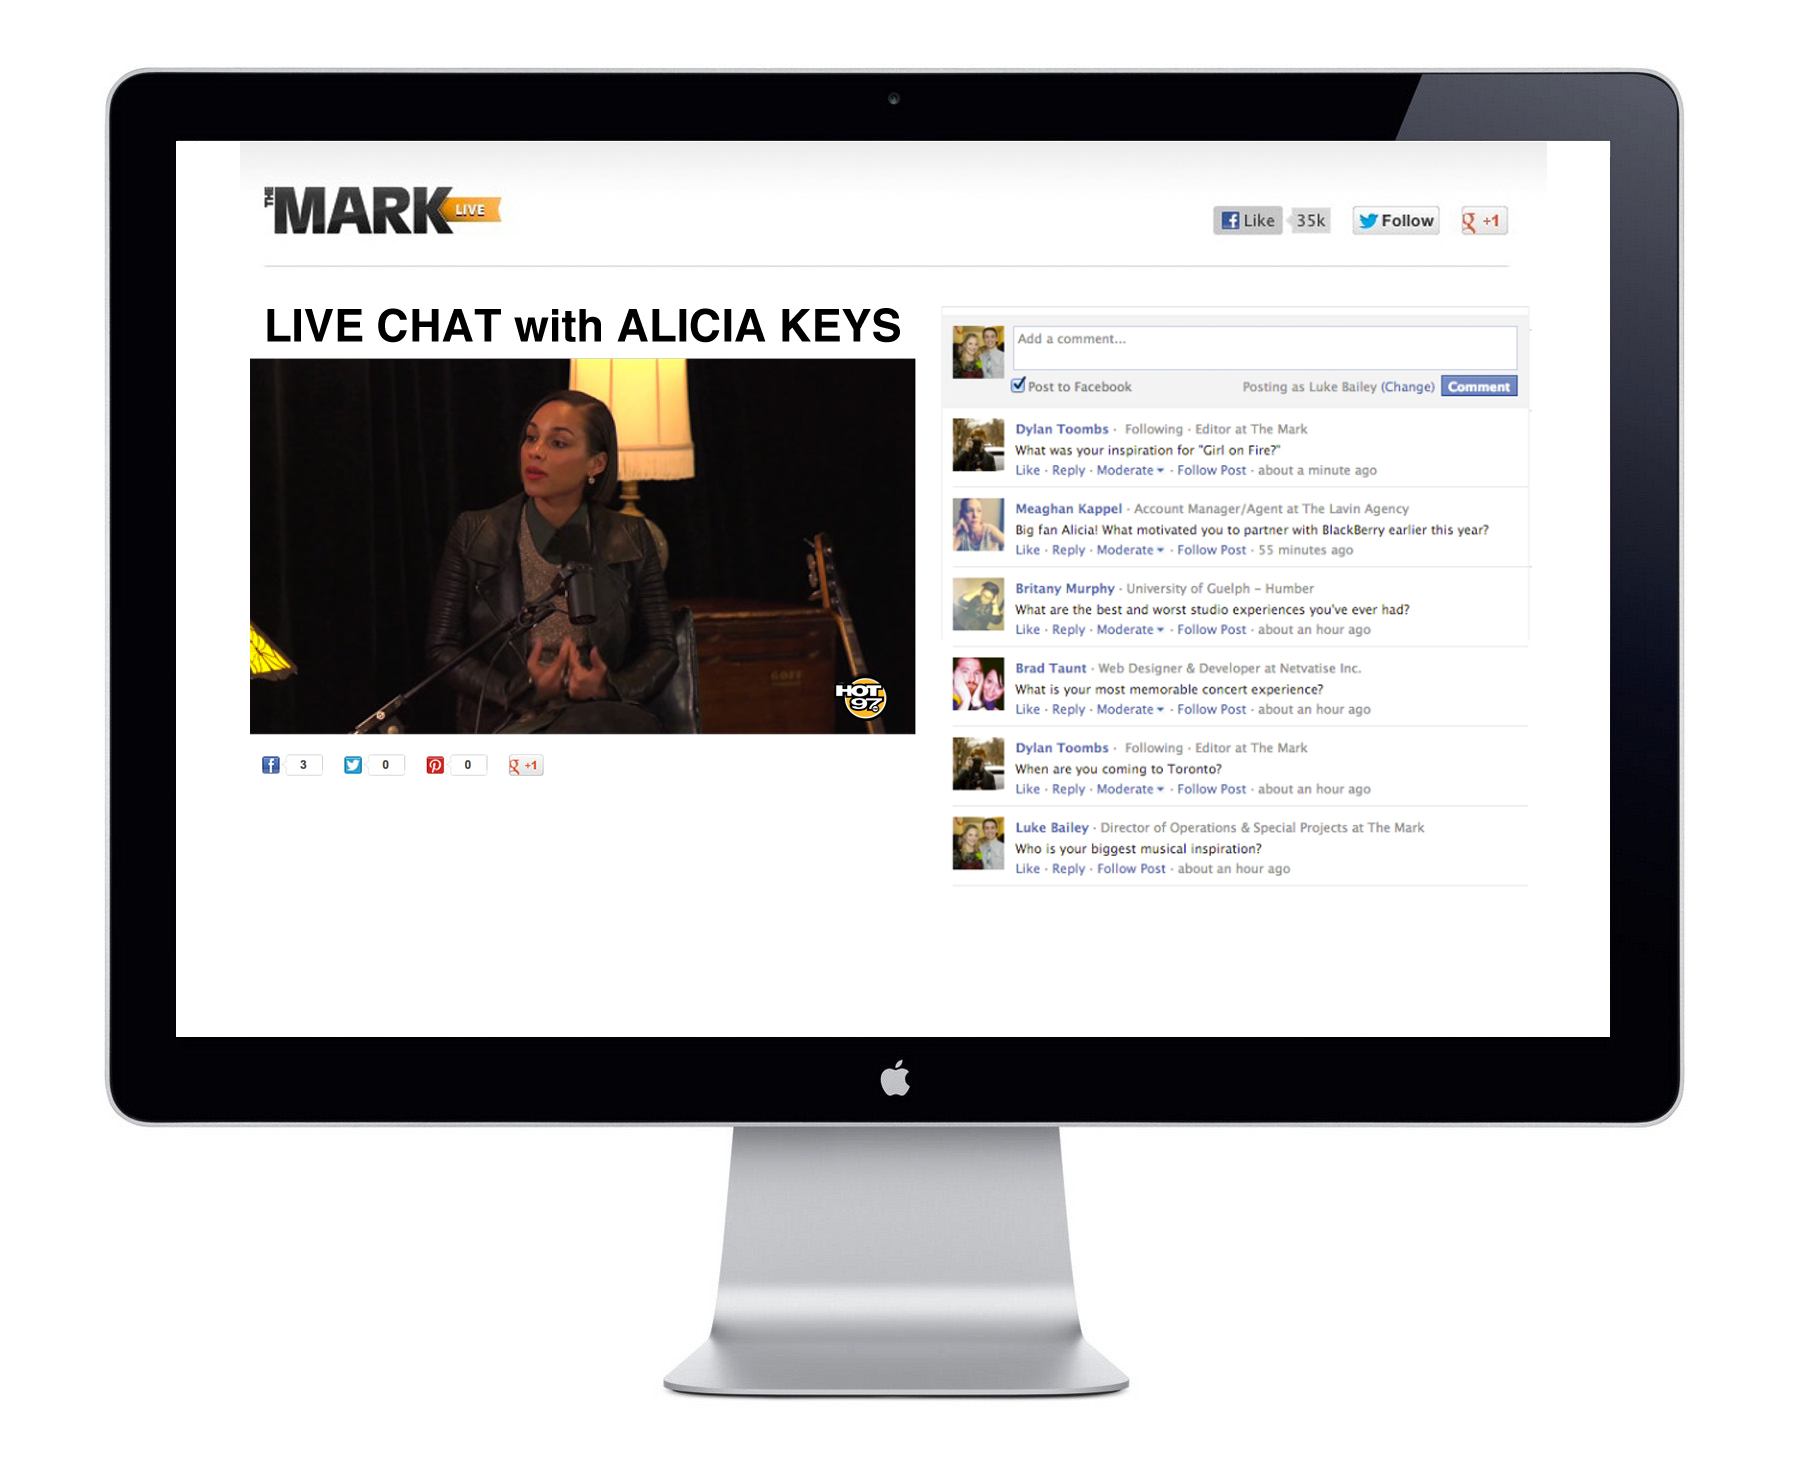 THE MARK LIVE
Like 35k Follow +1
LIVE CHAT with ALICIA KEYS
HOT 97
3 0 0 +1
Add a comment...
Post to Facebook Posting as Luke Bailey (Change) Comment
Dylan Toombs · Following · Editor at The Mark
What was your inspiration for "Girl on Fire?"
Like · Reply · Moderate · Follow Post · about a minute ago
Meaghan Kappel · Account Manager/Agent at The Lavin Agency
Big fan Alicia! What motivated you to partner with BlackBerry earlier this year?
Like · Reply · Moderate · Follow Post · 55 minutes ago
Britany Murphy · University of Guelph – Humber
What are the best and worst studio experiences you've ever had?
Like · Reply · Moderate · Follow Post · about an hour ago
Brad Taunt · Web Designer & Developer at Netvatise Inc.
What is your most memorable concert experience?
Like · Reply · Moderate · Follow Post · about an hour ago
Dylan Toombs · Following · Editor at The Mark
When are you coming to Toronto?
Like · Reply · Moderate · Follow Post · about an hour ago
Luke Bailey · Director of Operations & Special Projects at The Mark
Who is your biggest musical inspiration?
Like · Reply · Follow Post · about an hour ago